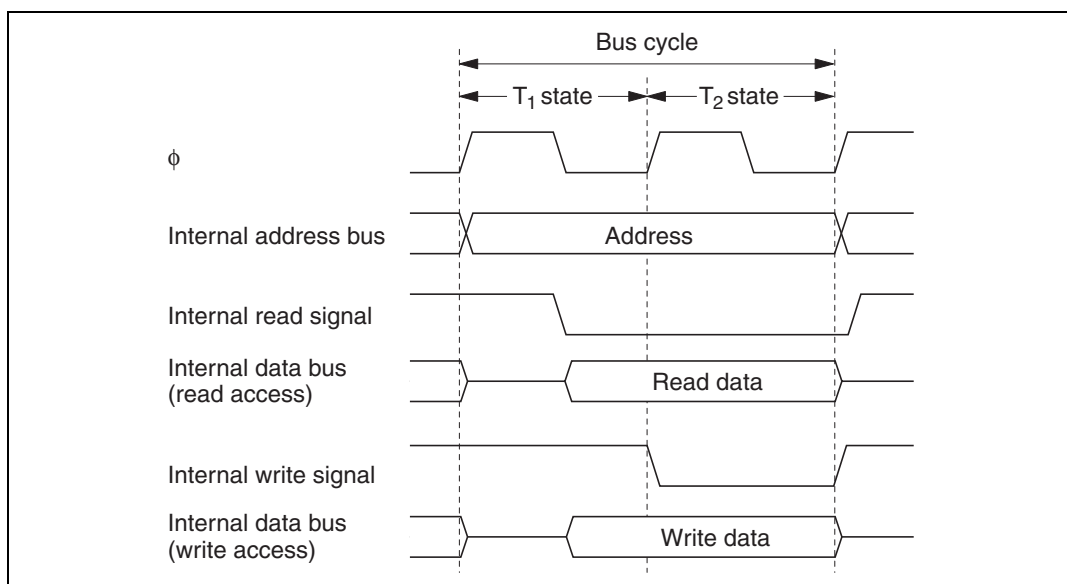 Bus cycle
T₁ state
T₂ state
ϕ
Internal address bus
Address
Internal read signal
Internal data bus
(read access)
Read data
Internal write signal
Internal data bus
(write access)
Write data